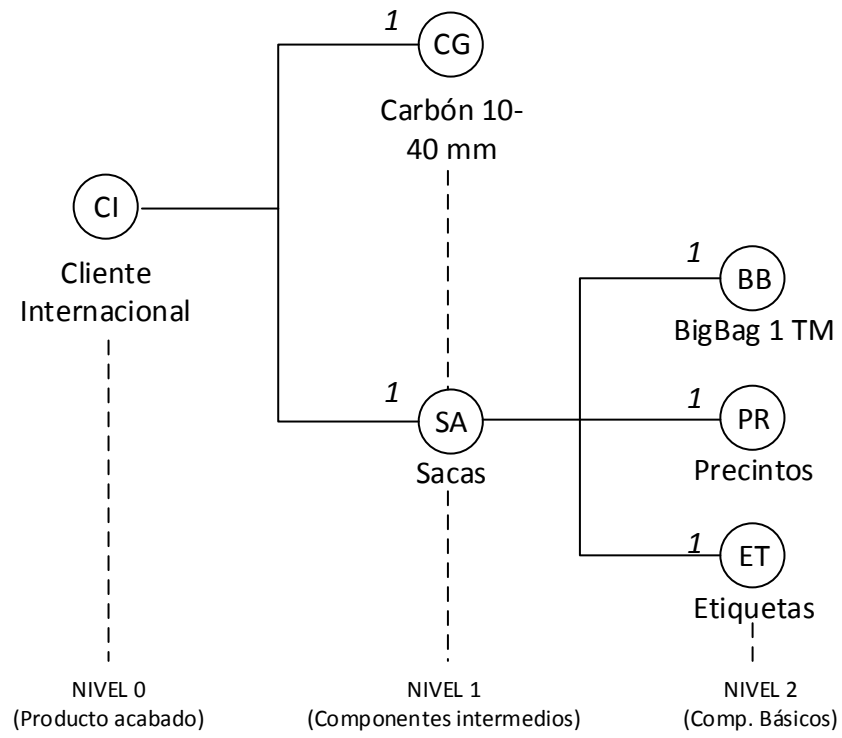 1
CG
Carbón 10-
40 mm
CI
Cliente
Internacional
1
SA
Sacas
1
BB
BigBag 1 TM
1
PR
Precintos
1
ET
Etiquetas
NIVEL 0
(Producto acabado)
NIVEL 1
(Componentes intermedios)
NIVEL 2
(Comp. Básicos)